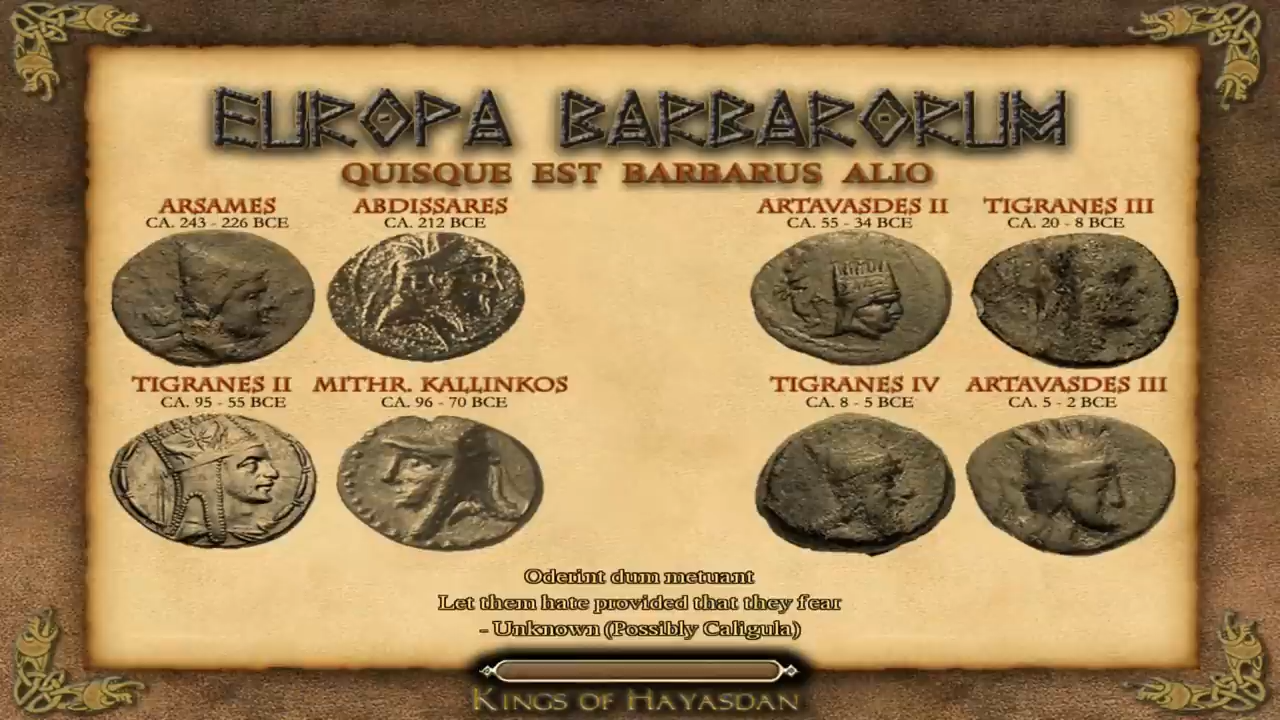 EUROPA BARBARORUM
QUISQUE EST BARBARUS ALIO
ARSAMES
CA. 243 - 226 BCE
ABDISSARES
CA. 212 BCE
ARTAVASDES II
CA. 55 - 34 BCE
TIGRANES III
CA. 20 - 8 BCE
TIGRANES II
CA. 95 - 55 BCE
MITHR. KALLINKOS
CA. 96 - 70 BCE
TIGRANES IV
CA. 8 - 5 BCE
ARTAVASDES III
CA. 5 - 2 BCE
Oderint dum metuant
Let them hate provided that they fear
- Unknown (Possibly Caligula)
KINGS OF HAYASDAN